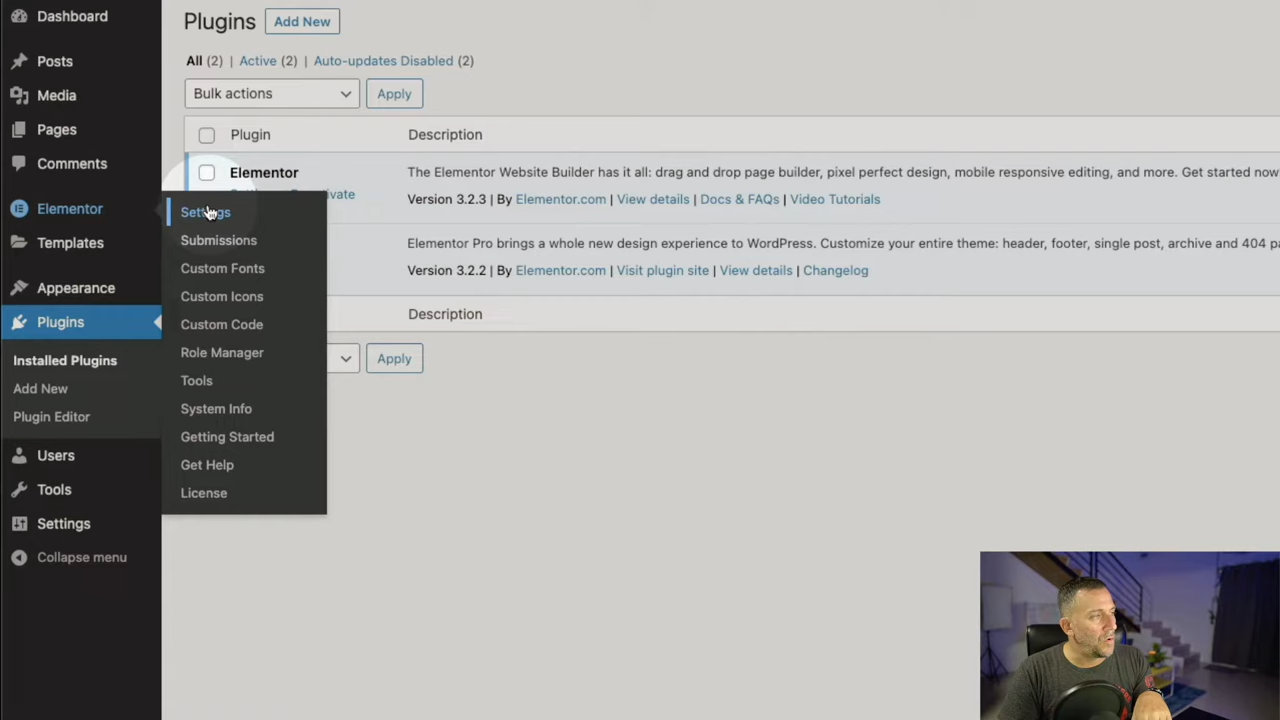 Dashboard
Posts
Media
Pages
Comments
Elementor
Templates
Appearance
Plugins
Installed Plugins
Add New
Plugin Editor
Users
Tools
Settings
Collapse menu
Settings
Submissions
Custom Fonts
Custom Icons
Custom Code
Role Manager
Tools
System Info
Getting Started
Get Help
License
Plugins Add New
All (2) | Active (2) | Auto-updates Disabled (2)
Bulk actions Apply
Plugin Description
Elementor The Elementor Website Builder has it all: drag and drop page builder, pixel perfect design, mobile responsive editing, and more. Get started now
Version 3.2.3 | By Elementor.com | View details | Docs & FAQs | Video Tutorials
Elementor Pro brings a whole new design experience to WordPress. Customize your entire theme: header, footer, single post, archive and 404 
Version 3.2.2 | By Elementor.com | Visit plugin site | View details | Changelog
Description
Apply